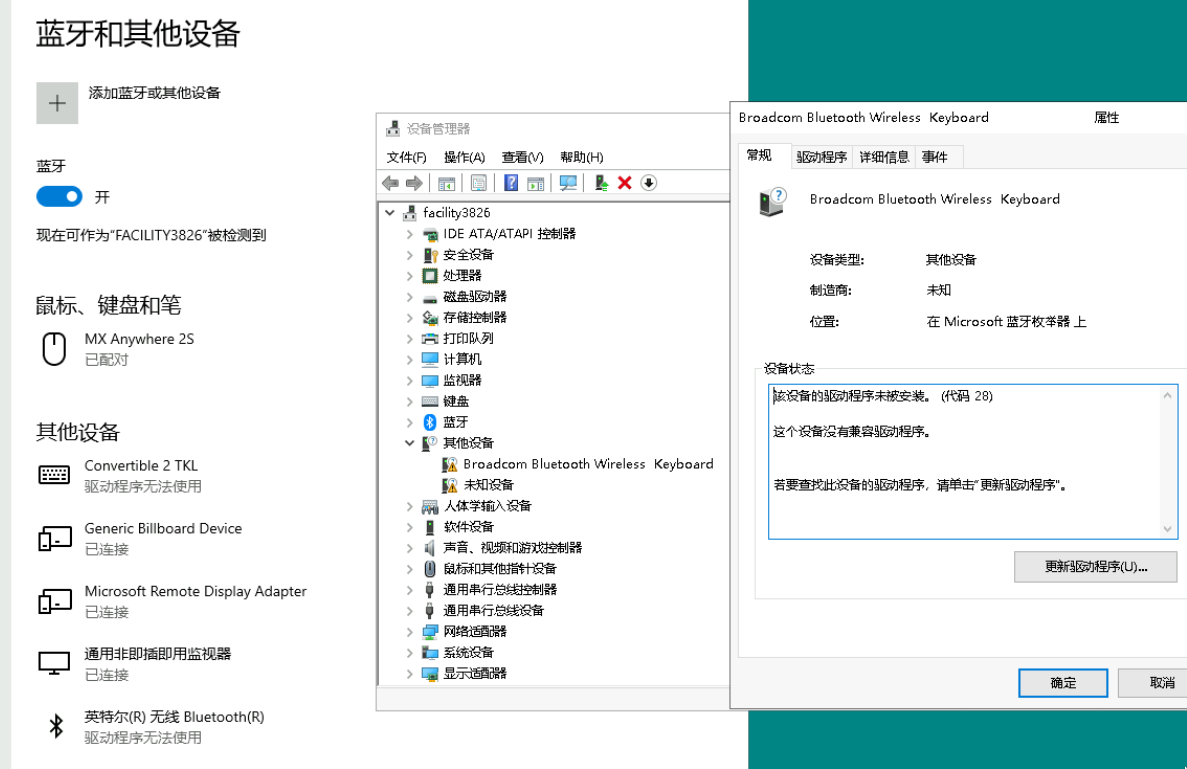 蓝牙和其他设备
添加蓝牙或其他设备
蓝牙
开
现在可作为“FACILITY3826”被检测到
鼠标、键盘和笔
MX Anywhere 2S
已配对
其他设备
Convertible 2 TKL
驱动程序无法使用
Generic Billboard Device
已连接
Microsoft Remote Display Adapter
已连接
通用非即插即用监视器
已连接
英特尔(R) 无线 Bluetooth(R)
驱动程序无法使用
设备管理器
文件(F) 操作(A) 查看(V) 帮助(H)
facility3826
IDE ATA/ATAPI 控制器
安全设备
处理器
磁盘驱动器
存储控制器
打印队列
计算机
监视器
键盘
蓝牙
其他设备
Broadcom Bluetooth Wireless Keyboard
未知设备
人体学输入设备
软件设备
声音、视频和游戏控制器
鼠标和其他指针设备
通用串行总线控制器
通用串行总线设备
网络适配器
系统设备
显示适配器
Broadcom Bluetooth Wireless Keyboard 属性
常规 驱动程序 详细信息 事件
Broadcom Bluetooth Wireless Keyboard
设备类型: 其他设备
制造商: 未知
位置: 在 Microsoft 蓝牙枚举器 上
设备状态
该设备的驱动程序未被安装。 (代码 28)
这个设备没有兼容驱动程序。
若要查找此设备的驱动程序，请单击“更新驱动程序”。
更新驱动程序(U)...
确定 取消